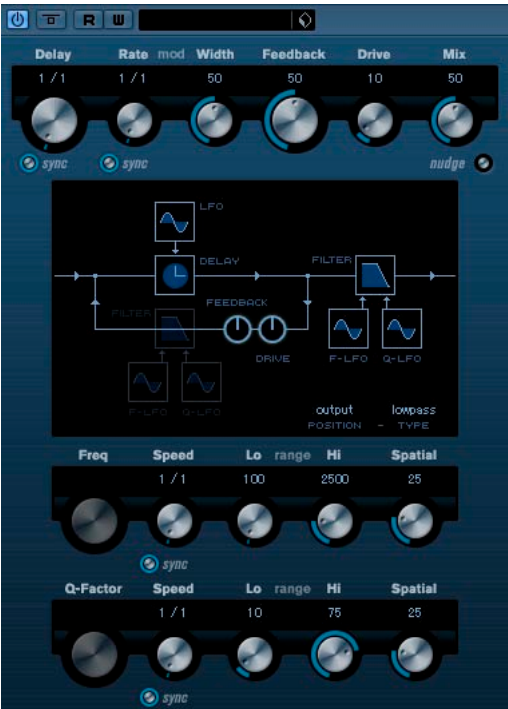 R W
Delay Rate mod Width Feedback Drive Mix
1 / 1 1 / 1 50 50 10 50
sync sync nudge
LFO
DELAY FILTER
FEEDBACK
FILTER
DRIVE F-LFO Q-LFO
F-LFO Q-LFO
output lowpass
POSITION - TYPE
Freq Speed Lo range Hi Spatial
1 / 1 100 2500 25
sync
Q-Factor Speed Lo range Hi Spatial
1 / 1 10 75 25
sync